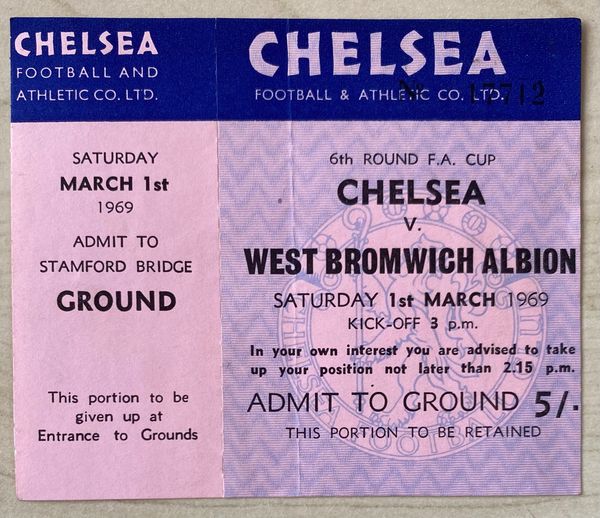 CHELSEA
FOOTBALL AND
ATHLETIC CO. LTD.
SATURDAY
MARCH 1st
1969
ADMIT TO
STAMFORD BRIDGE
GROUND
This portion to be
given up at
Entrance to Grounds
CHELSEA
FOOTBALL & ATHLETIC CO. LTD.
No 17712
6th ROUND F.A. CUP
CHELSEA
V.
WEST BROMWICH ALBION
SATURDAY 1st MARCH 1969
KICK-OFF 3 p.m.
In your own interest you are advised to take
up your position not later than 2.15 p.m.
ADMIT TO GROUND 5/-
THIS PORTION TO BE RETAINED